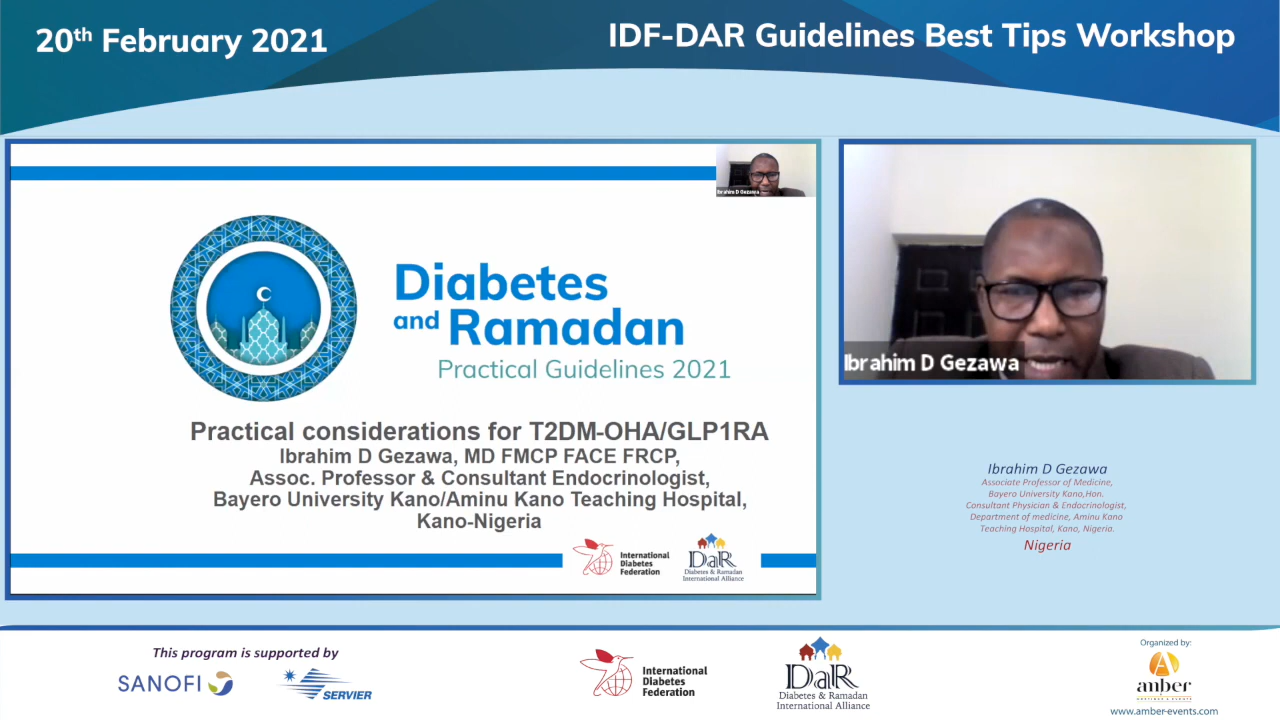 20th February 2021
IDF-DAR Guidelines Best Tips Workshop
Ibrahim D Gezawa
Diabetes
and Ramadan
Practical Guidelines 2021
Practical considerations for T2DM-OHA/GLP1RA
Ibrahim D Gezawa, MD FMCP FACE FRCP,
Assoc. Professor & Consultant Endocrinologist,
Bayero University Kano/Aminu Kano Teaching Hospital,
Kano-Nigeria
International
Diabetes
Federation
DaR
Diabetes & Ramadan
International Alliance
Ibrahim D Gezawa
Ibrahim D Gezawa
Associate Professor of Medicine,
Bayero University Kano,Hon.
Consultant Physician & Endocrinologist,
Department of medicine, Aminu Kano
Teaching Hospital, Kano, Nigeria.
Nigeria
This program is supported by
SANOFI
SERVIER
International
Diabetes
Federation
DaR
Diabetes & Ramadan
International Alliance
Organized by:
anber
www.amber-events.com